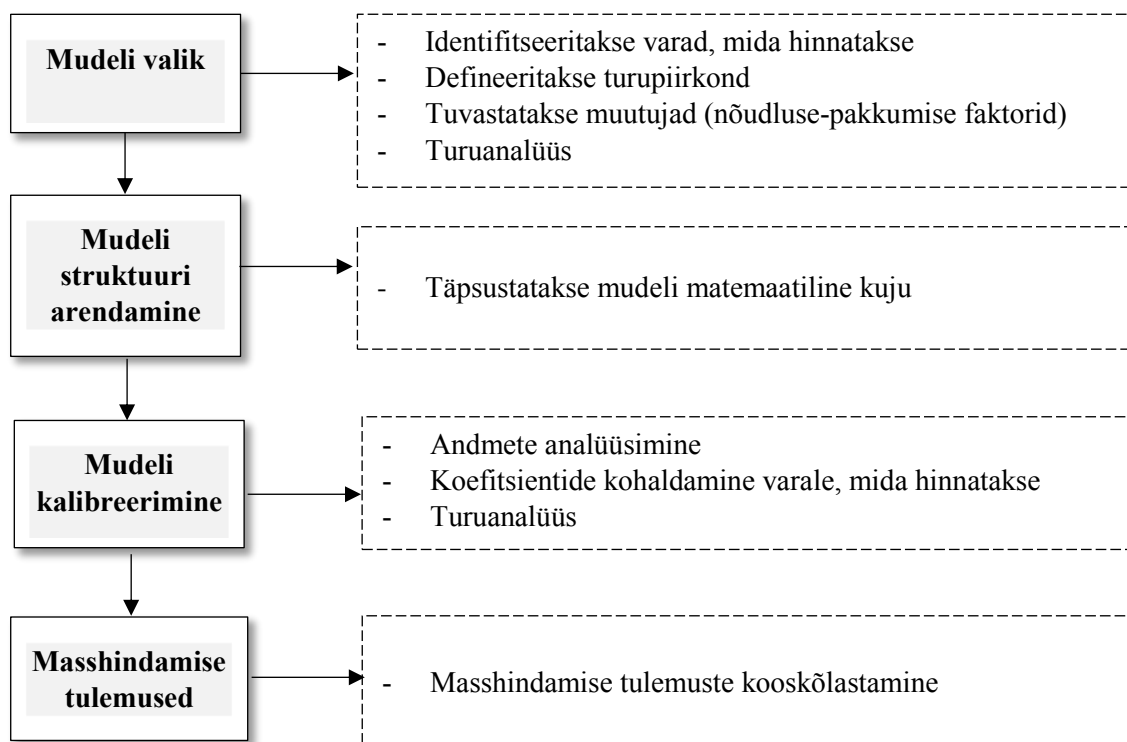 Mudeli valik
- Identifitseeritakse varad, mida hinnatakse
- Defineeritakse turupiirkond
- Tuvastatakse muutujad (nõudluse-pakkumise faktorid)
- Turuanalüüs
Mudeli
struktuuri
arendamine
- Täpsustatakse mudeli matemaatiline kuju
Mudeli
kalibreerimine
- Andmete analüüsimine
- Koefitsientide kohaldamine varale, mida hinnatakse
- Turuanalüüs
Masshindamise
tulemused
- Masshindamise tulemuste kooskõlastamine